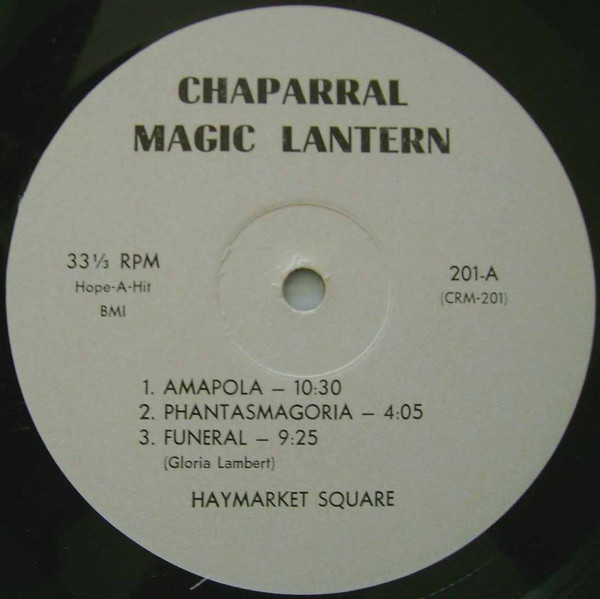 CHAPARRAL
MAGIC LANTERN
33⅓ RPM
Hope-A-Hit
BMI
201-A
(CRM-201)
1. AMAPOLA – 10:30
2. PHANTASMAGORIA – 4:05
3. FUNERAL – 9:25
(Gloria Lambert)
HAYMARKET SQUARE